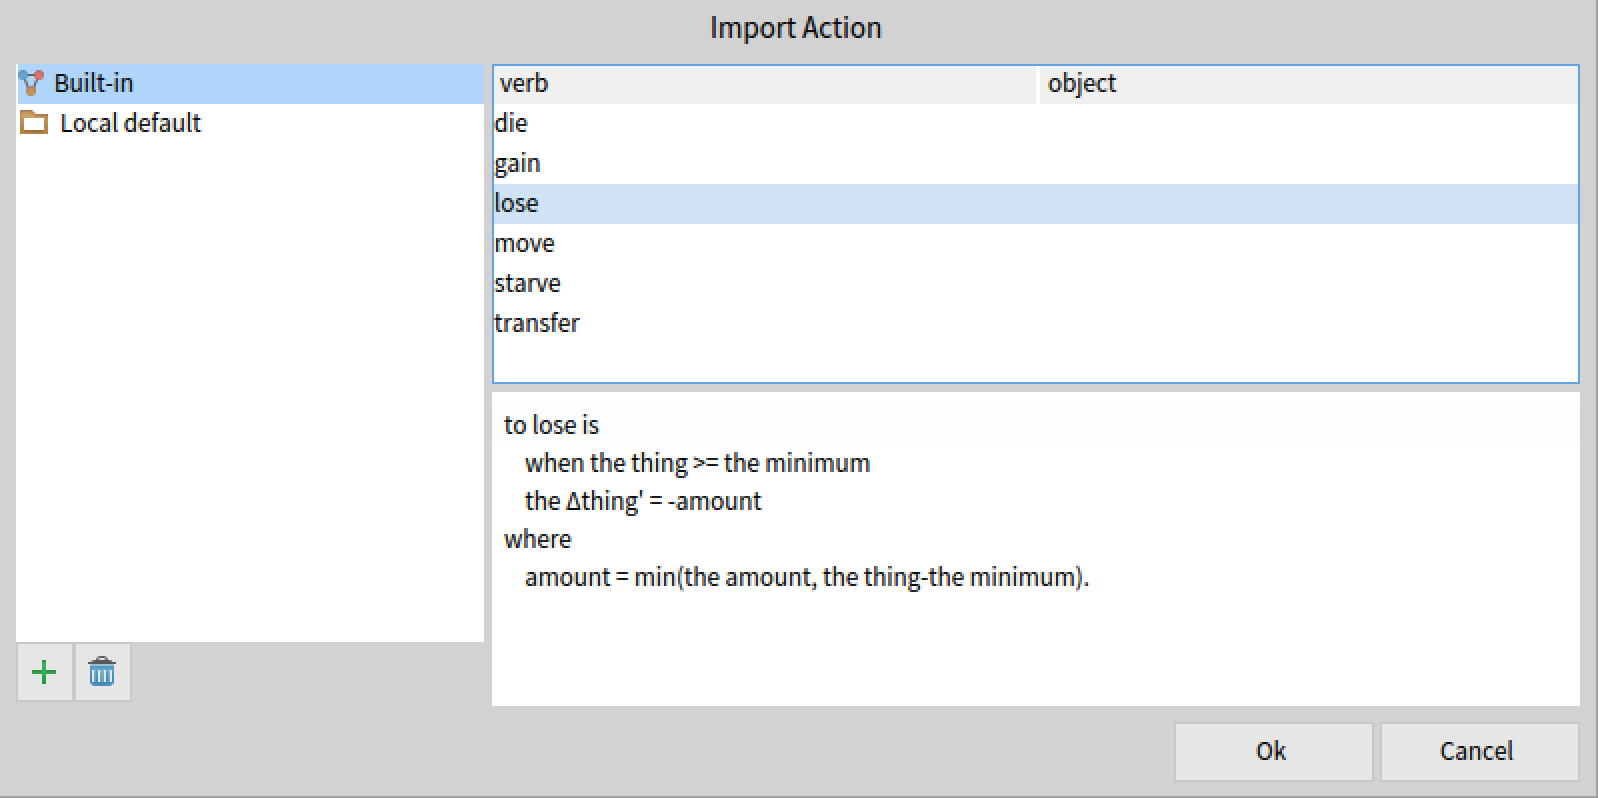 Import Action
Built-in
Local default
verb object
die
gain
lose
move
starve
transfer
to lose is
when the thing >= the minimum
the Δthing' = -amount
where
amount = min(the amount, the thing-the minimum).
Ok Cancel